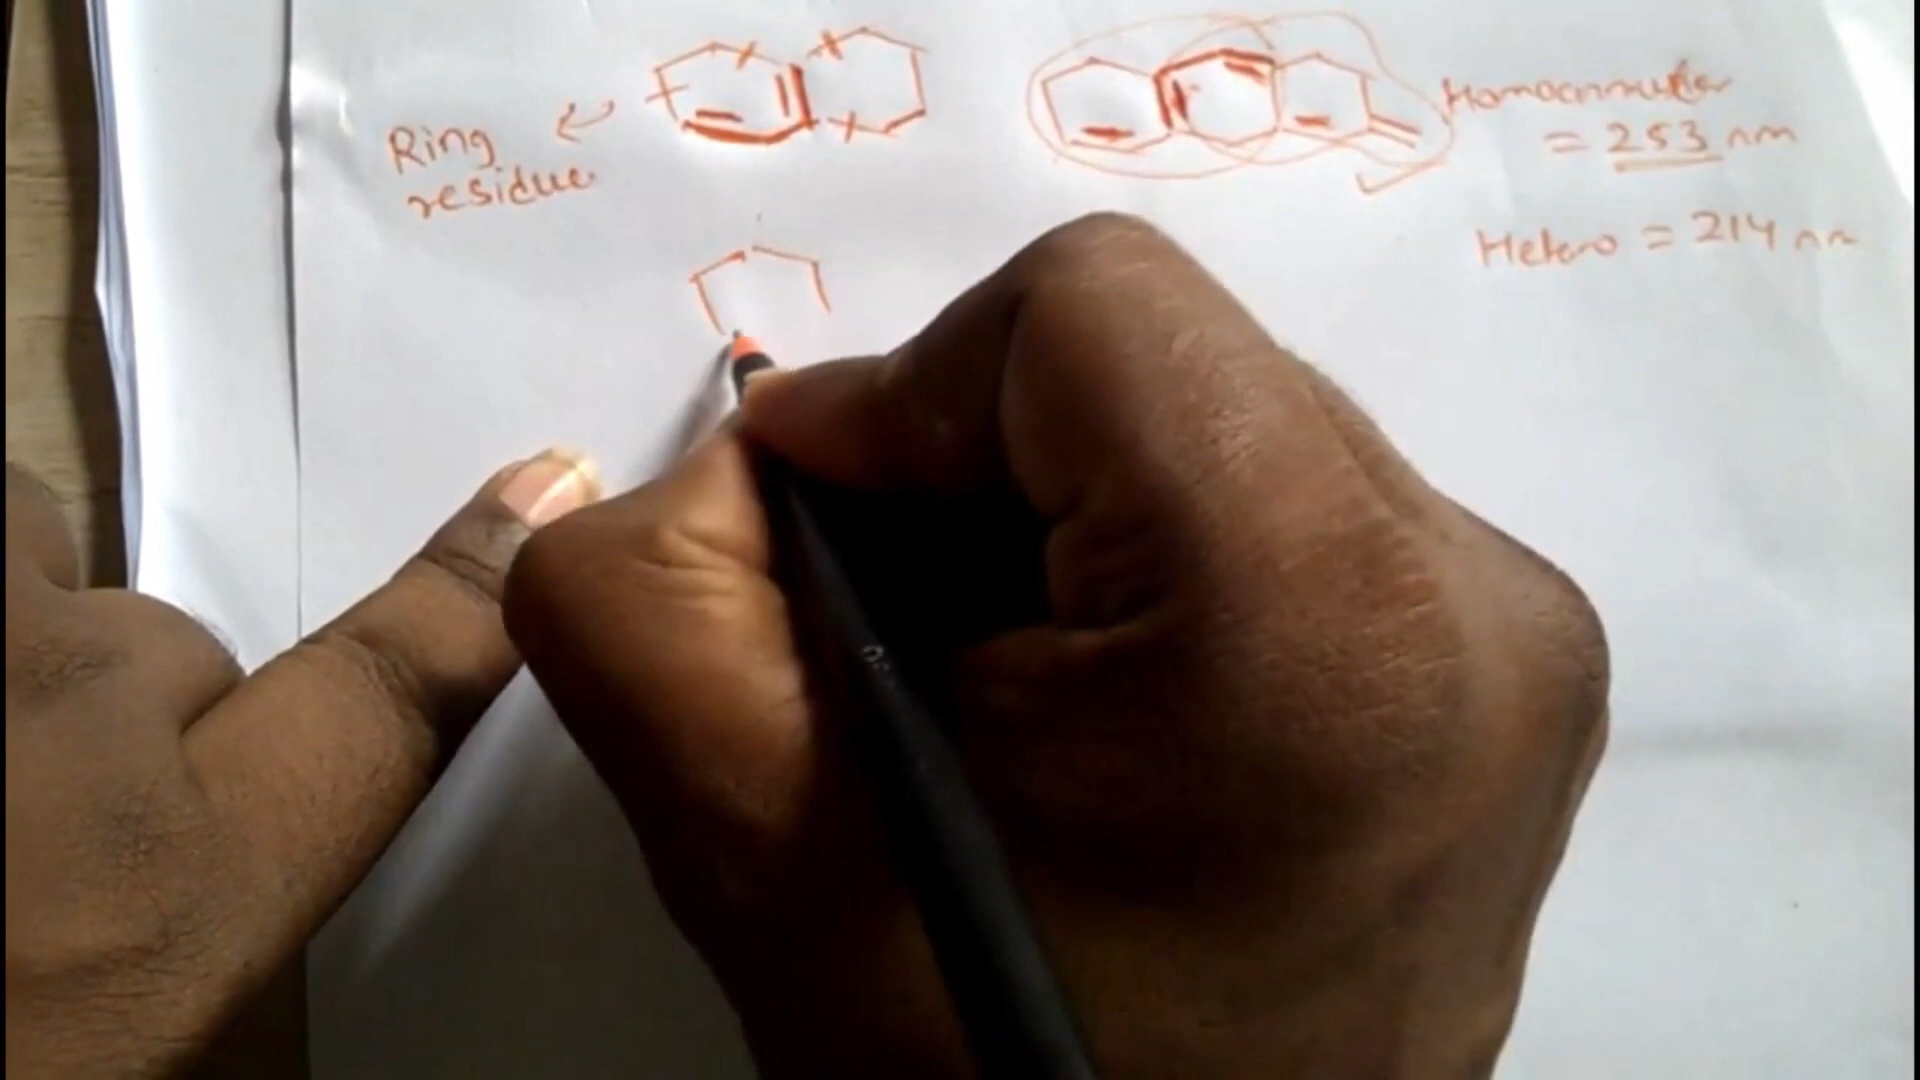 Ring
residue
Homoannular
= 253 nm
Hetero = 214 nm